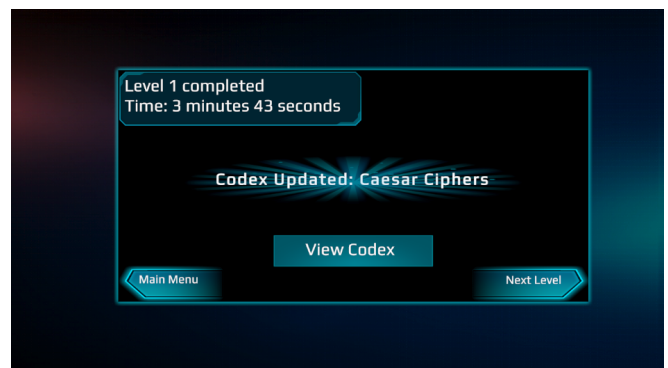 Level 1 completed
Time: 3 minutes 43 seconds
Codex Updated: Caesar Ciphers
View Codex
Main Menu
Next Level